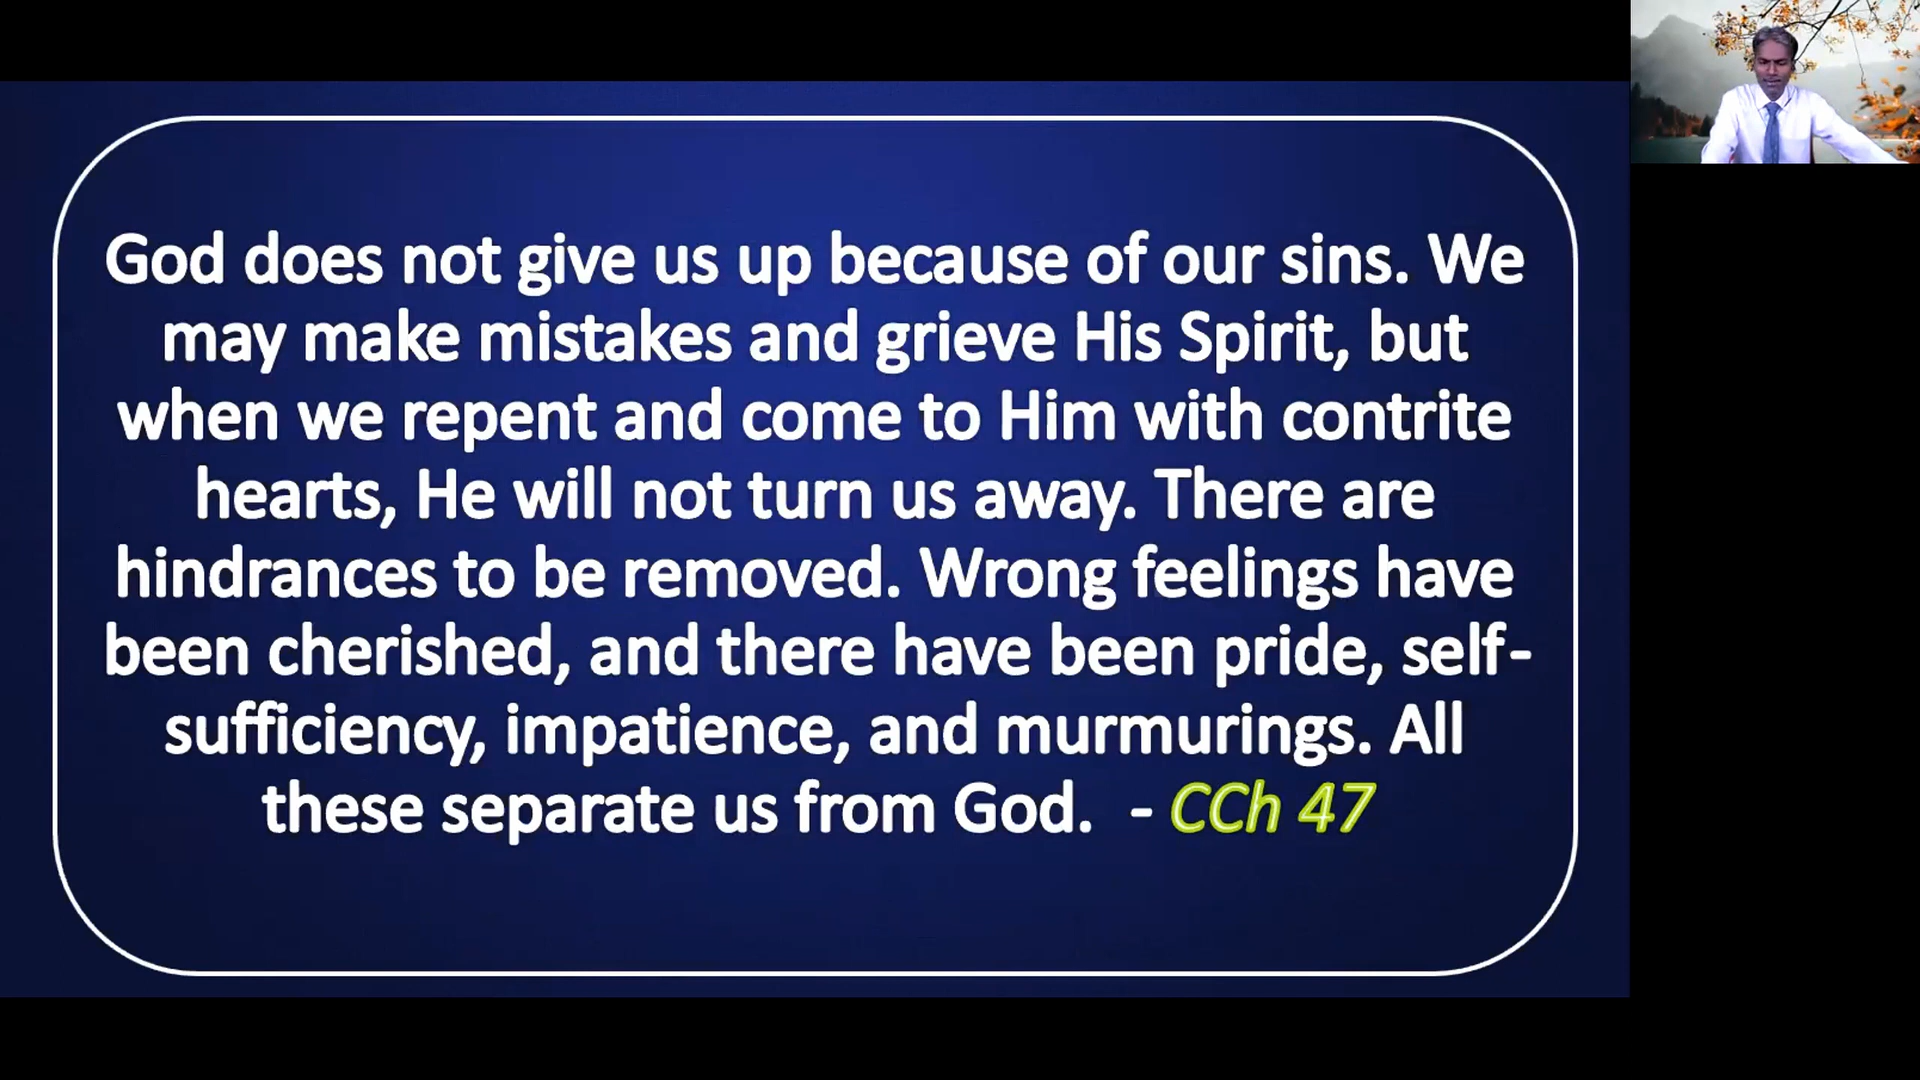 God does not give us up because of our sins. We
may make mistakes and grieve His Spirit, but
when we repent and come to Him with contrite
hearts, He will not turn us away. There are
hindrances to be removed. Wrong feelings have
been cherished, and there have been pride, self-
sufficiency, impatience, and murmurings. All
these separate us from God.  - CCh 47